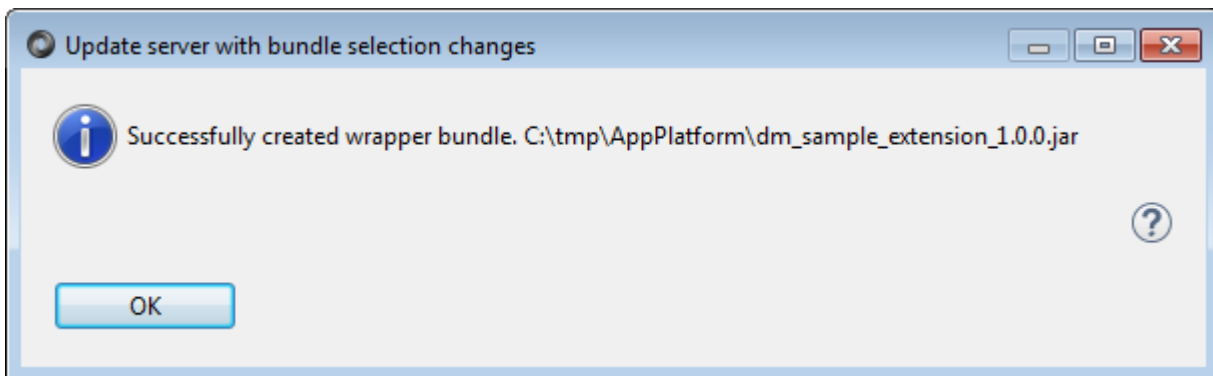 Update server with bundle selection changes
Successfully created wrapper bundle. C:\tmp\AppPlatform\dm_sample_extension_1.0.0.jar
?
OK